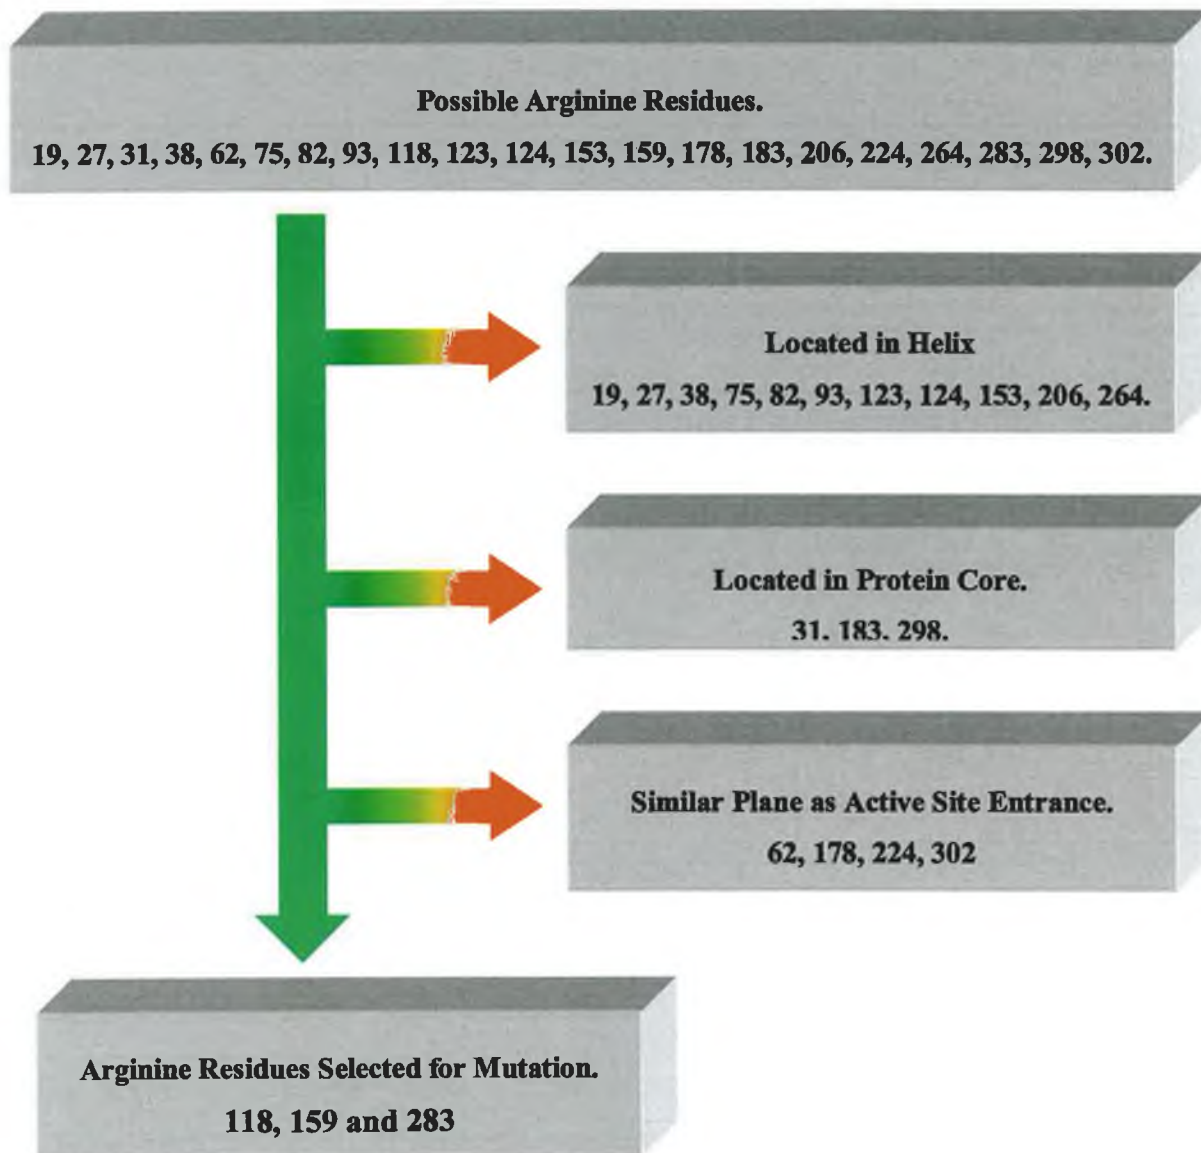 Possible Arginine Residues.
19, 27, 31, 38, 62, 75, 82, 93, 118, 123, 124, 153, 159, 178, 183, 206, 224, 264, 283, 298, 302.
Located in Helix
19, 27, 38, 75, 82, 93, 123, 124, 153, 206, 264.
Located in Protein Core.
31. 183. 298.
Similar Plane as Active Site Entrance.
62, 178, 224, 302
Arginine Residues Selected for Mutation.
118, 159 and 283